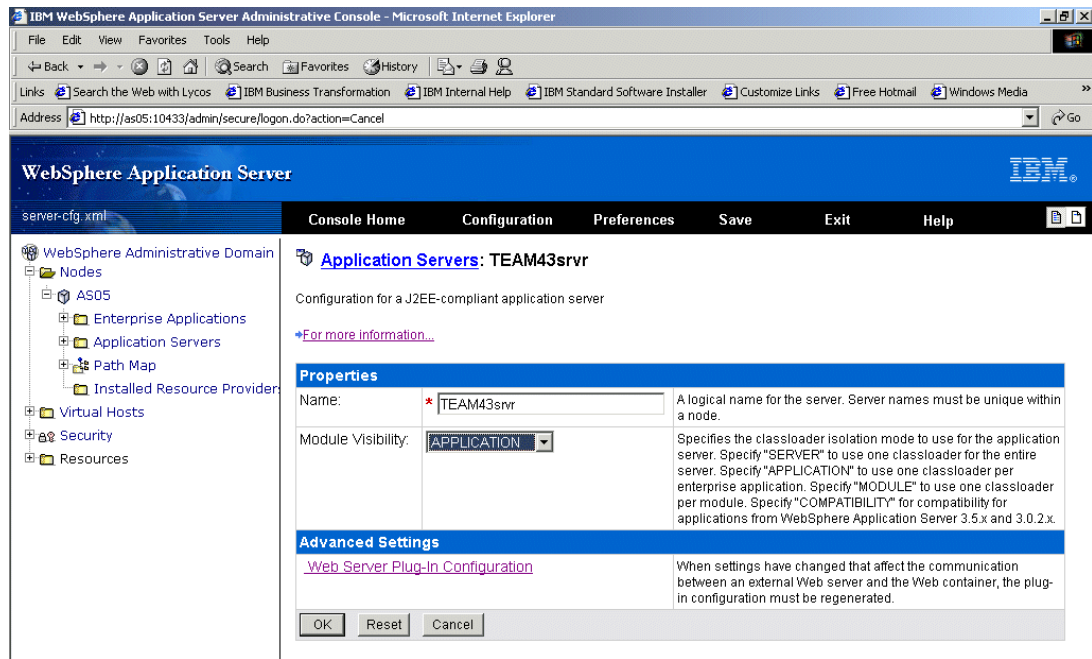 IBM WebSphere Application Server Administrative Console - Microsoft Internet Explorer
File Edit View Favorites Tools Help
Back Search Favorites History
Links Search the Web with Lycos IBM Business Transformation IBM Internal Help IBM Standard Software Installer Customize Links Free Hotmail Windows Media »
Address http://as05:10433/admin/secure/logon.do?action=Cancel Go
WebSphere Application Server
IBM®
server-cfg.xml
Console Home Configuration Preferences Save Exit Help
WebSphere Administrative Domain
Nodes
AS05
Enterprise Applications
Application Servers
Path Map
Installed Resource Provider
Virtual Hosts
Security
Resources
Application Servers: TEAM43srvr
Configuration for a J2EE-compliant application server
For more information...
Properties
Name: * TEAM43srvr
A logical name for the server. Server names must be unique within
a node.
Module Visibility: APPLICATION
Specifies the classloader isolation mode to use for the application
server. Specify "SERVER" to use one classloader for the entire
server. Specify "APPLICATION" to use one classloader per
enterprise application. Specify "MODULE" to use one classloader
per module. Specify "COMPATIBILITY" for compatibility for
applications from WebSphere Application Server 3.5.x and 3.0.2.x.
Advanced Settings
Web Server Plug-In Configuration
When settings have changed that affect the communication
between an external Web server and the Web container, the plug-
in configuration must be regenerated.
OK Reset Cancel